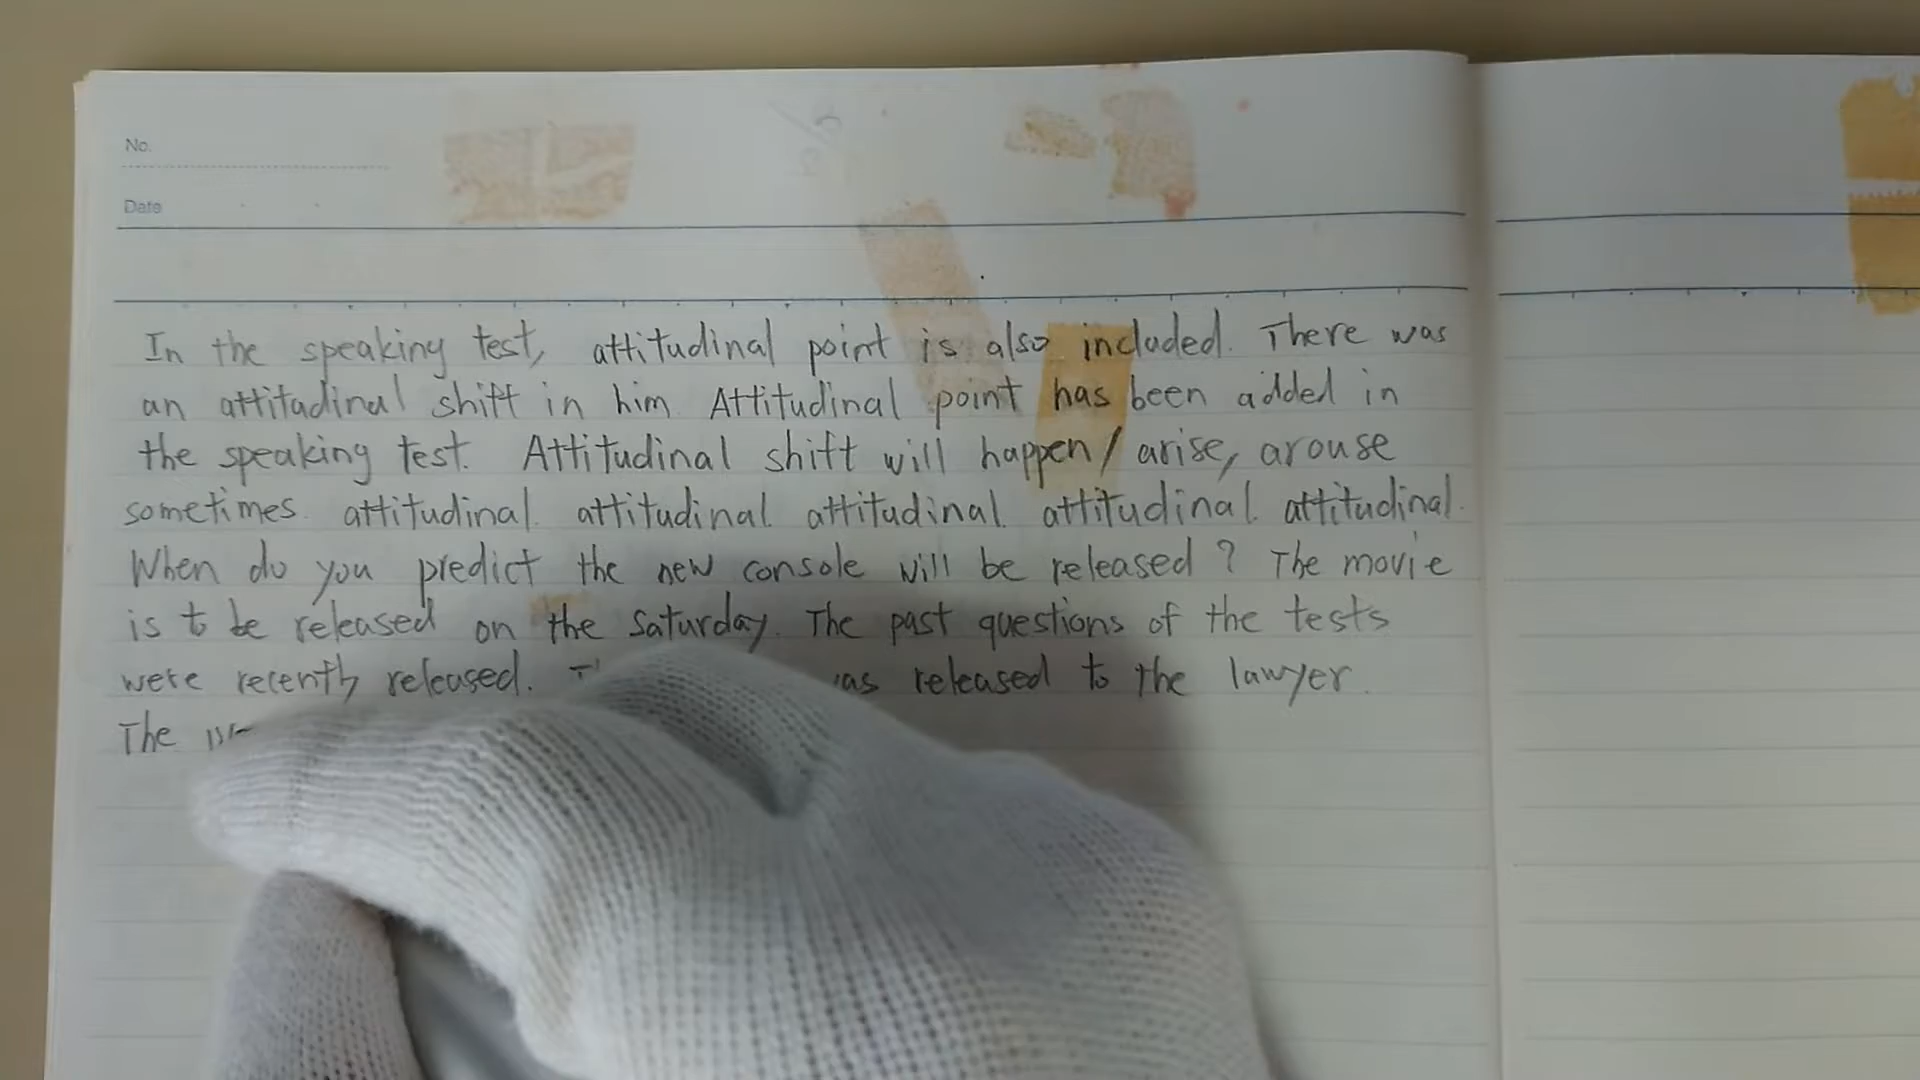 No.
Date
In the speaking test, attitudinal point is also included. There was
an attitudinal shift in him. Attitudinal point has been added in
the speaking test. Attitudinal shift will happen / arise, arouse
sometimes. attitudinal. attitudinal. attitudinal. attitudinal. attitudinal.
When do you predict the new console will be released? The movie
is to be released on the Saturday. The past questions of the tests
were recently released. released to the lawyer.
The